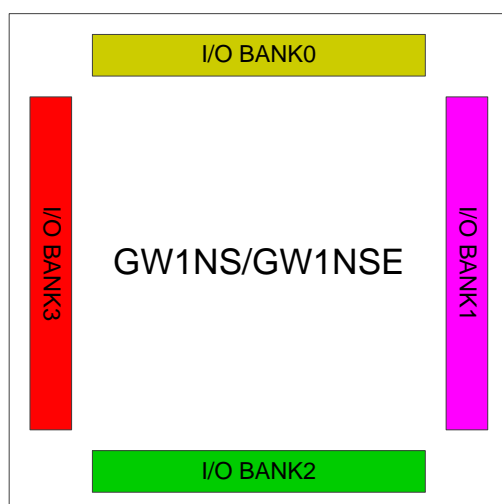 I/O BANK0
I/O BANK3
GW1NS/GW1NSE
I/O BANK1
I/O BANK2